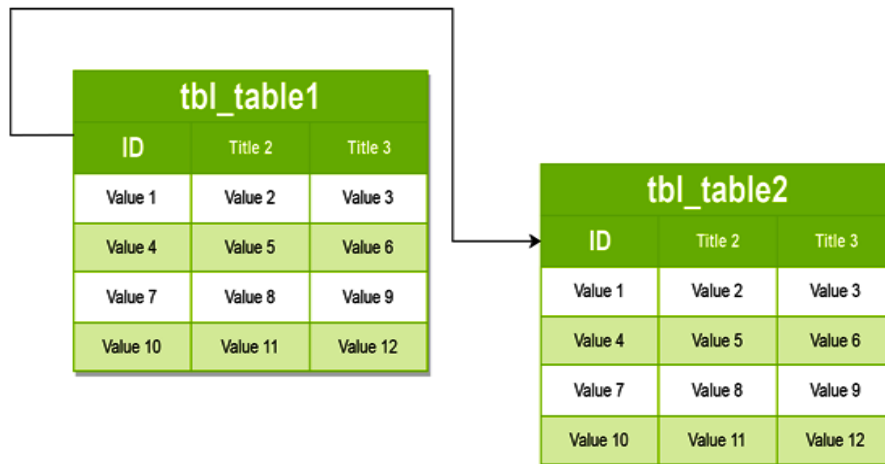 tbl_table1
ID Title 2 Title 3
Value 1 Value 2 Value 3
Value 4 Value 5 Value 6
Value 7 Value 8 Value 9
Value 10 Value 11 Value 12
tbl_table2
ID Title 2 Title 3
Value 1 Value 2 Value 3
Value 4 Value 5 Value 6
Value 7 Value 8 Value 9
Value 10 Value 11 Value 12